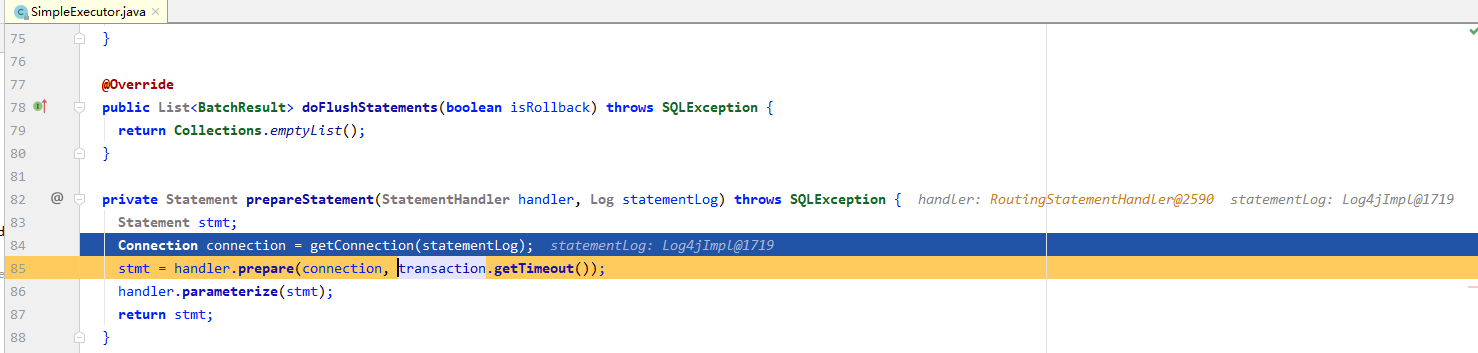 SimpleExecutor.java
75 }
76
77 @Override
78 public List<BatchResult> doFlushStatements(boolean isRollback) throws SQLException {
79 return Collections.emptyList();
80 }
81
82 @ private Statement prepareStatement(StatementHandler handler, Log statementLog) throws SQLException { handler: RoutingStatementHandler@2590 statementLog: Log4jImpl@1719
83 Statement stmt;
84 Connection connection = getConnection(statementLog); statementLog: Log4jImpl@1719
85 stmt = handler.prepare(connection, transaction.getTimeout());
86 handler.parameterize(stmt);
87 return stmt;
88 }